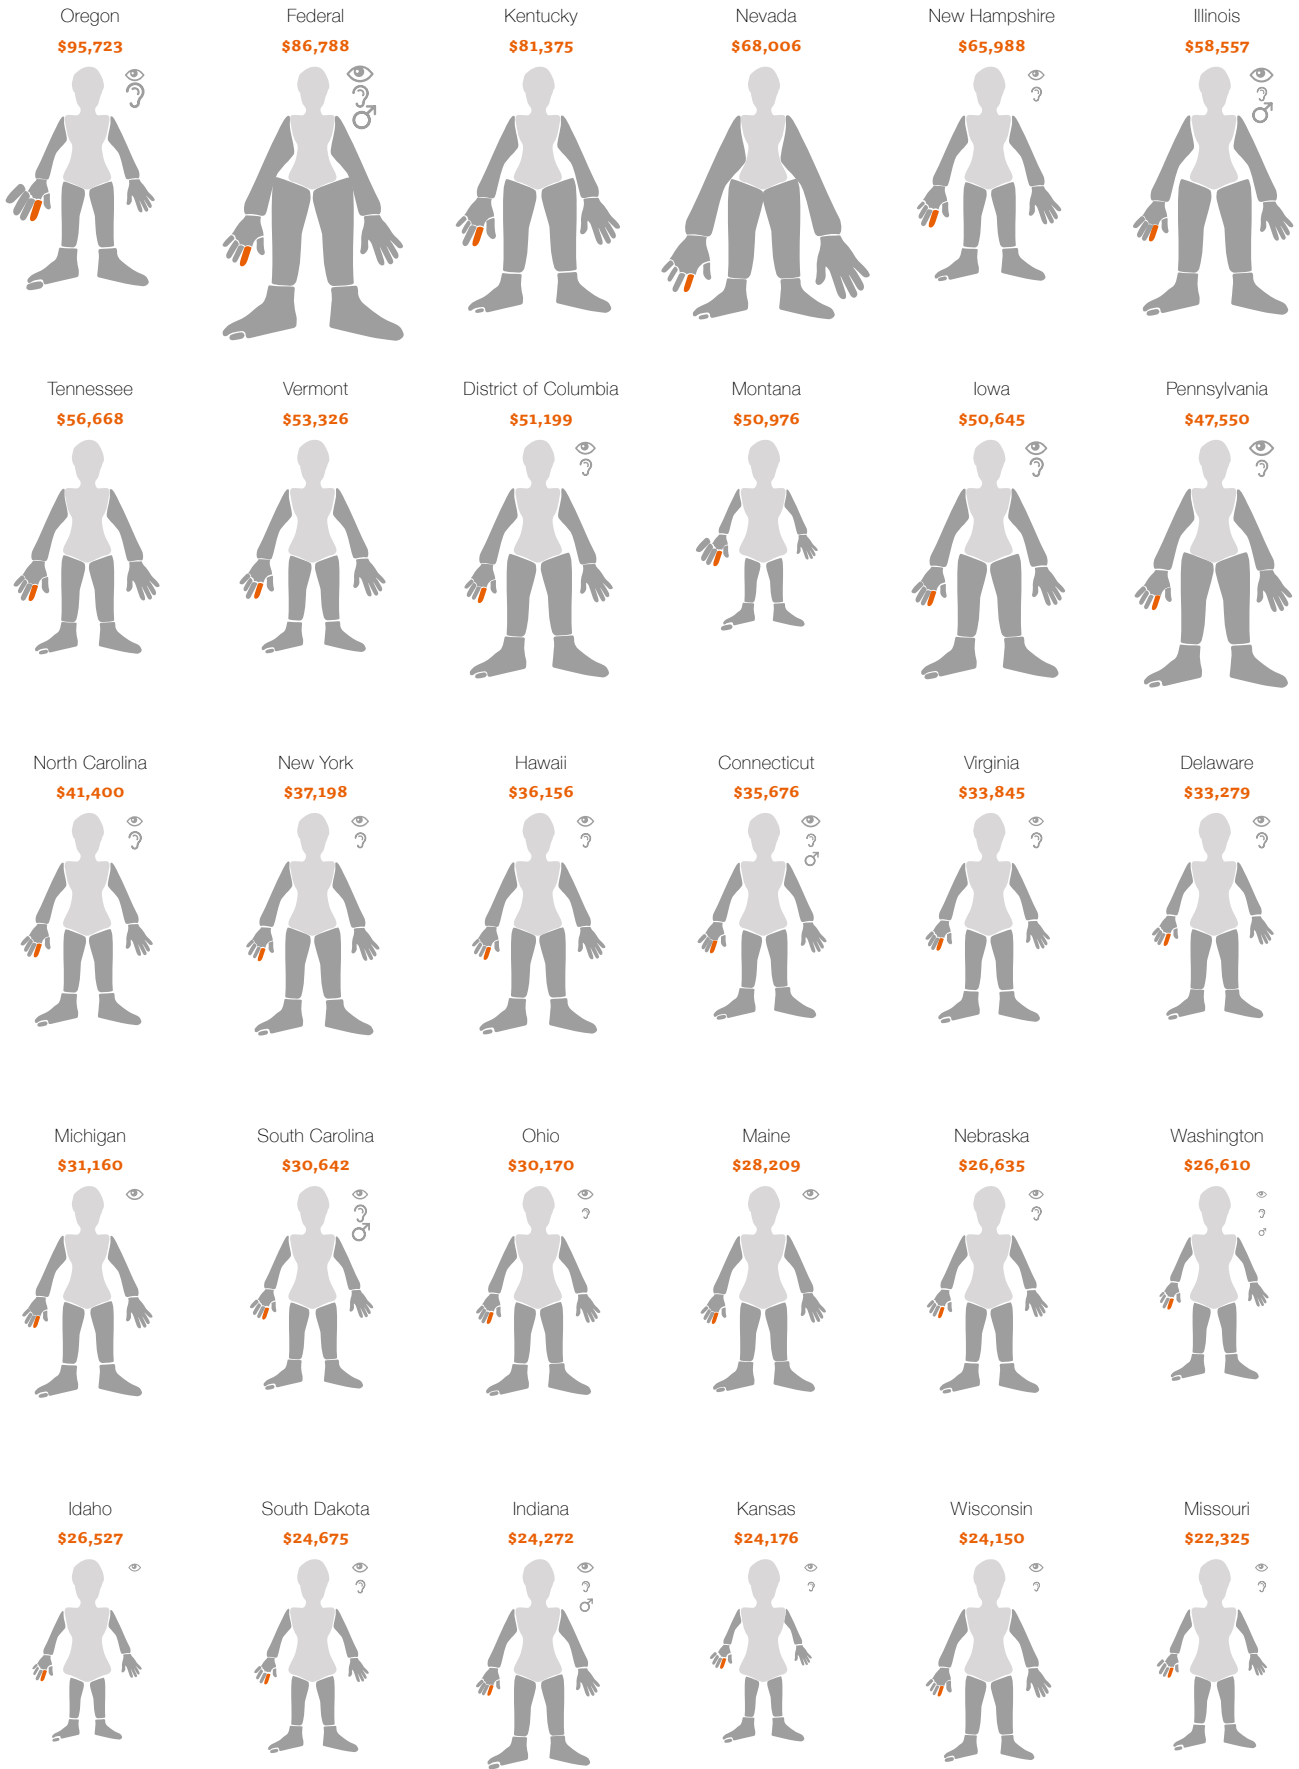 Oregon
$95,723
Federal
$86,788
Kentucky
$81,375
Nevada
$68,006
New Hampshire
$65,988
Illinois
$58,557
Tennessee
$56,668
Vermont
$53,326
District of Columbia
$51,199
Montana
$50,976
Iowa
$50,645
Pennsylvania
$47,550
North Carolina
$41,400
New York
$37,198
Hawaii
$36,156
Connecticut
$35,676
Virginia
$33,845
Delaware
$33,279
Michigan
$31,160
South Carolina
$30,642
Ohio
$30,170
Maine
$28,209
Nebraska
$26,635
Washington
$26,610
Idaho
$26,527
South Dakota
$24,675
Indiana
$24,272
Kansas
$24,176
Wisconsin
$24,150
Missouri
$22,325